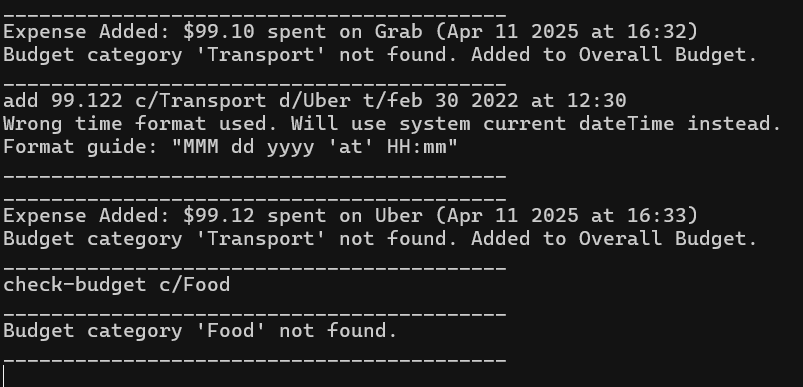 __________________________________________
Expense Added: $99.10 spent on Grab (Apr 11 2025 at 16:32)
Budget category 'Transport' not found. Added to Overall Budget.
__________________________________________
add 99.122 c/Transport d/Uber t/feb 30 2022 at 12:30
Wrong time format used. Will use system current dateTime instead.
Format guide: "MMM dd yyyy 'at' HH:mm"
__________________________________________
__________________________________________
Expense Added: $99.12 spent on Uber (Apr 11 2025 at 16:33)
Budget category 'Transport' not found. Added to Overall Budget.
__________________________________________
check-budget c/Food
__________________________________________
Budget category 'Food' not found.
__________________________________________